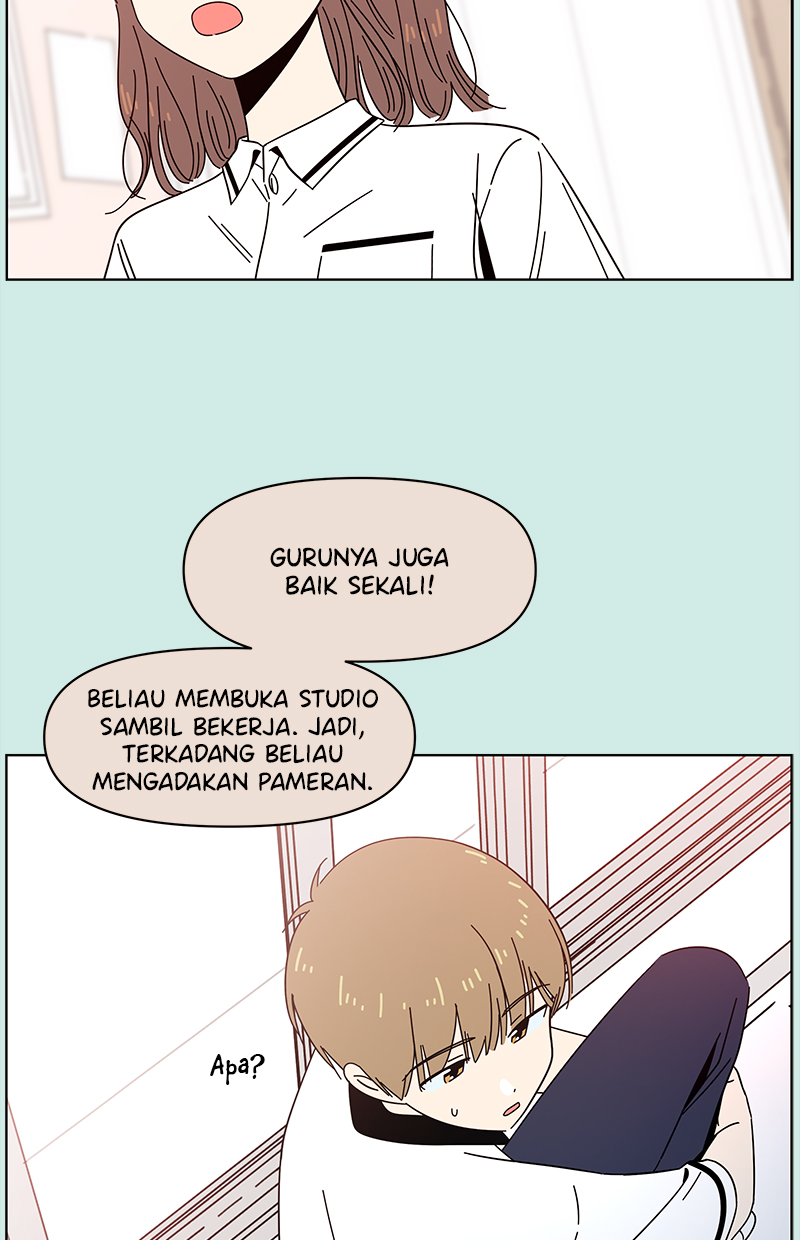 GURUNYA JUGA
BAIK SEKALI!
BELIAU MEMBUKA STUDIO
SAMBIL BEKERJA. JADI,
TERKADANG BELIAU
MENGADAKAN PAMERAN.
Apa?